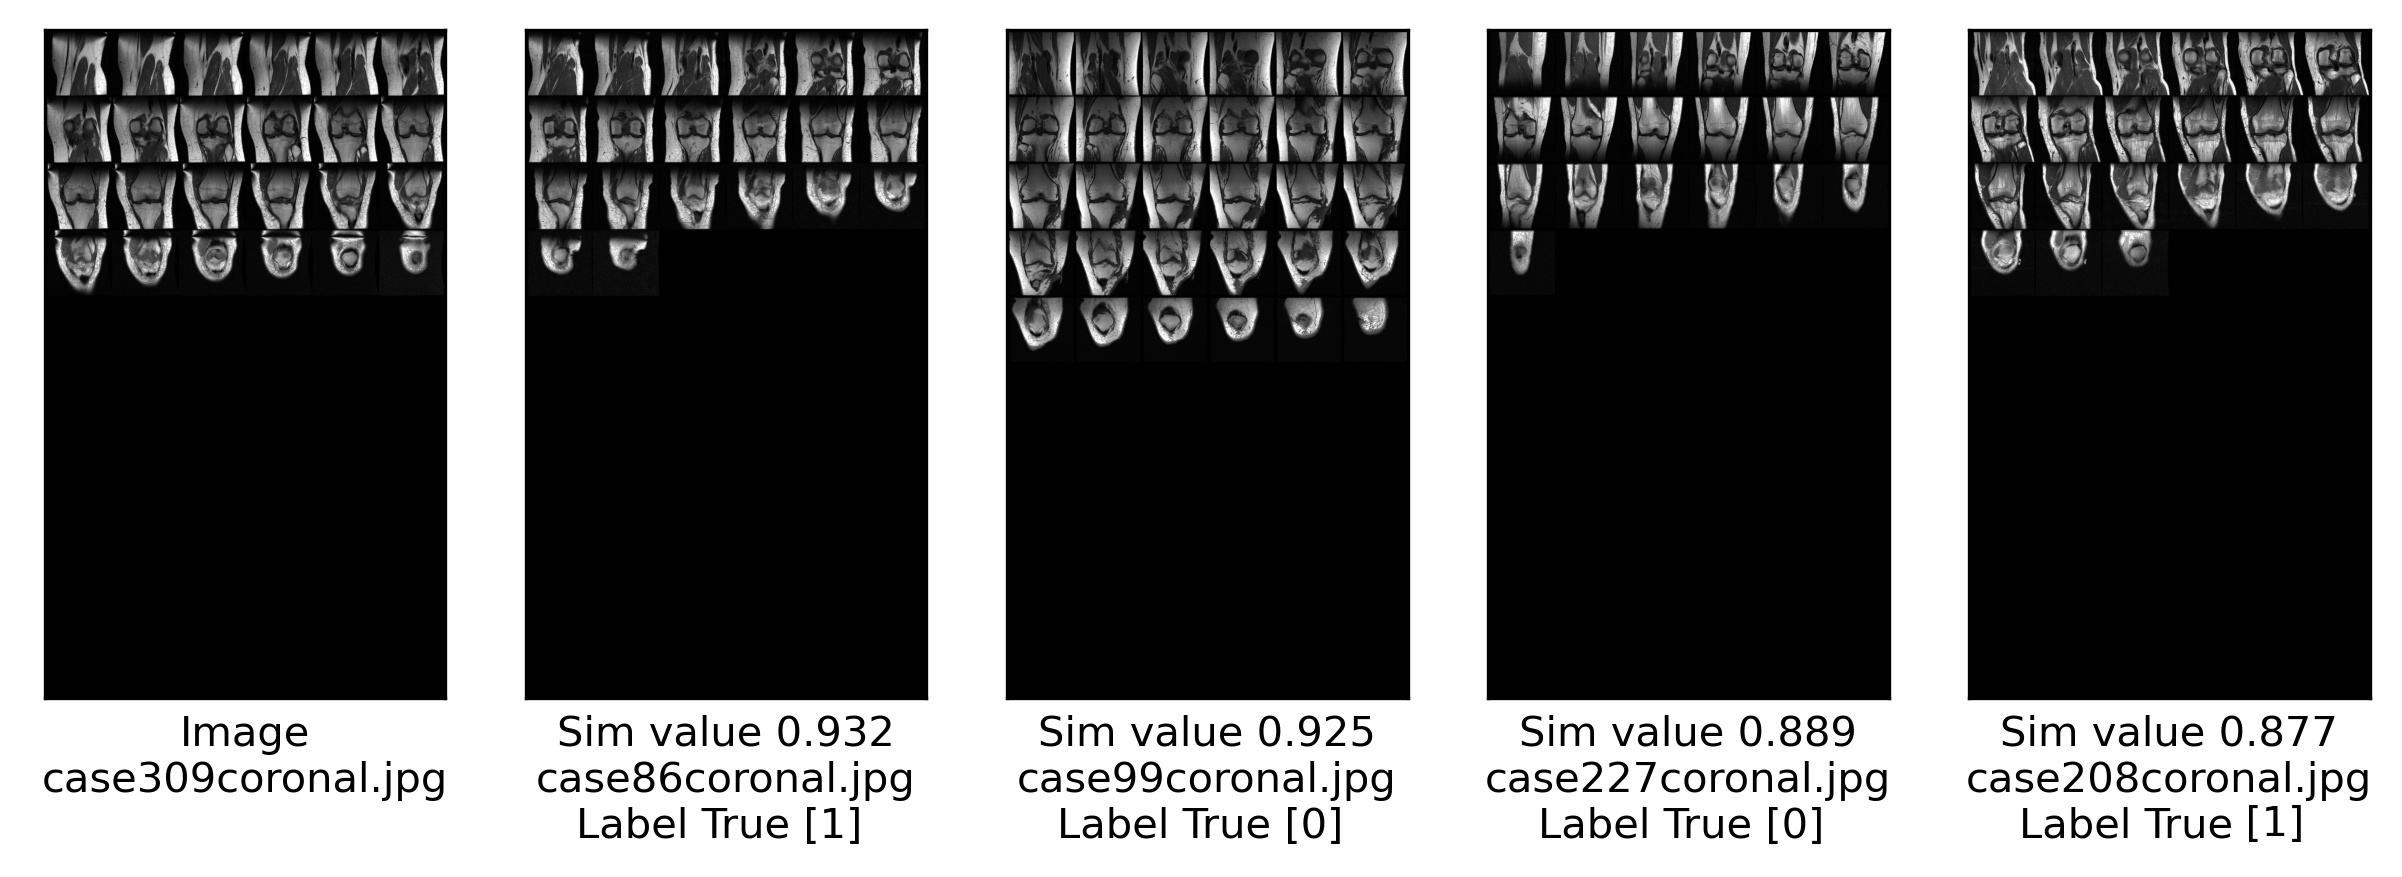 Image
case309coronal.jpg
Sim value 0.932
case86coronal.jpg
Label True [1]
Sim value 0.925
case99coronal.jpg
Label True [0]
Sim value 0.889
case227coronal.jpg
Label True [0]
Sim value 0.877
case208coronal.jpg
Label True [1]